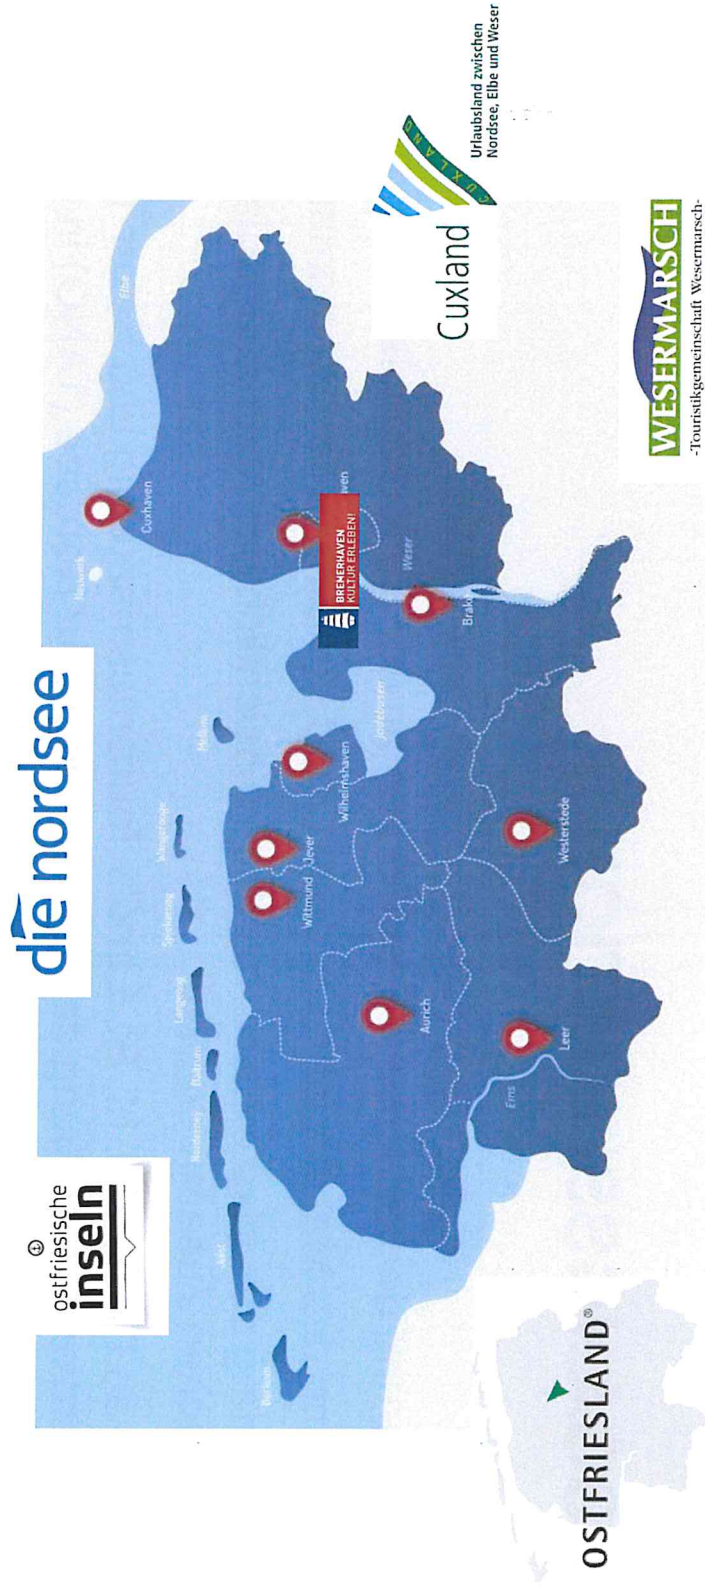 die nordsee
ostfriesische
inseln
Elbe
Neuwerk
Cuxhaven
Mellum
Wangerooge
Spiekeroog
Langeoog
Baltrum
Norderney
Juist
Borkum
BREMERHAVEN
KULTUR ERLEBEN!
aven
Weser
Brake
Jadebusen
Wilhelmshaven
Jever
Wittmund
Aurich
Westerstede
Leer
Ems
CUXLAND
Cuxland
Urlaubsland zwischen
Nordsee, Elbe und Weser
WESERMARSCH
-Touristikgemeinschaft Wesermarsch-
OSTFRIESLAND®